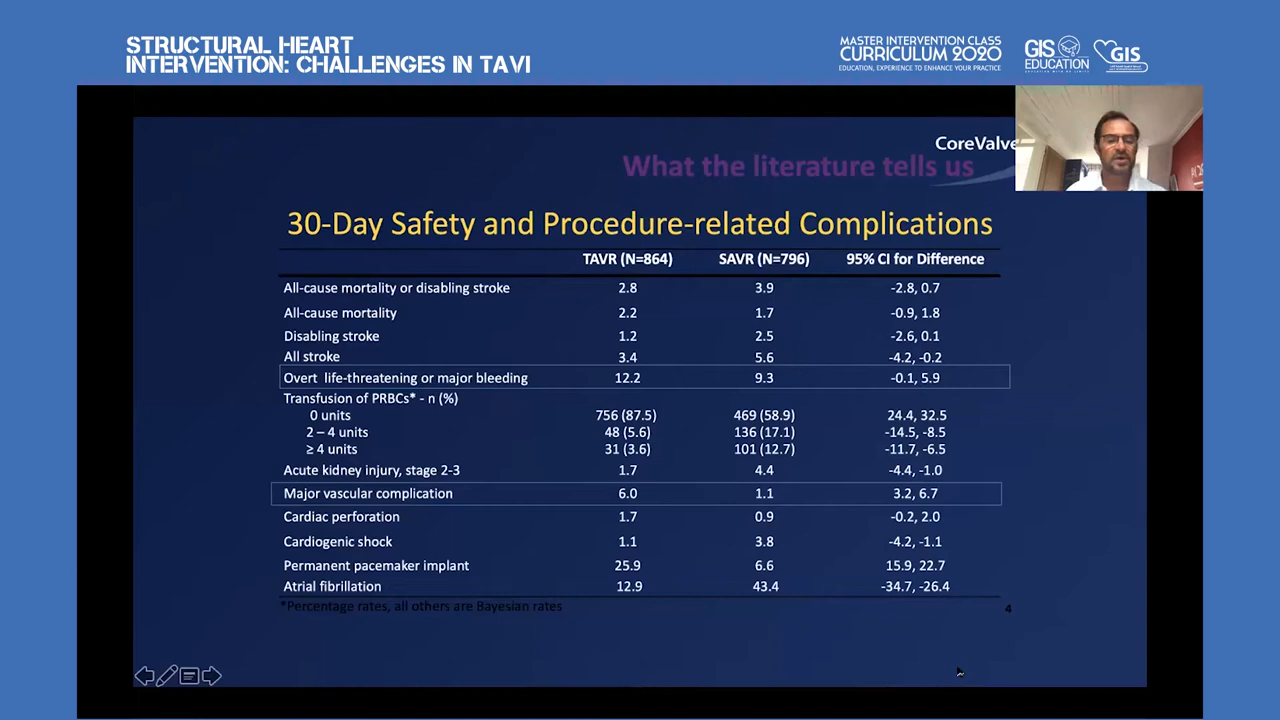 STRUCTURAL HEART
INTERVENTION: CHALLENGES IN TAVI
MASTER INTERVENTION CLASS
CURRICULUM 2020
EDUCATION, EXPERIENCE TO ENHANCE YOUR PRACTICE
GIS
EDUCATION
GIS
CoreValve
What the literature tells us
30-Day Safety and Procedure-related Complications
TAVR (N=864) SAVR (N=796) 95% CI for Difference
All-cause mortality or disabling stroke 2.8 3.9 -2.8, 0.7
All-cause mortality 2.2 1.7 -0.9, 1.8
Disabling stroke 1.2 2.5 -2.6, 0.1
All stroke 3.4 5.6 -4.2, -0.2
Overt life-threatening or major bleeding 12.2 9.3 -0.1, 5.9
Transfusion of PRBCs* - n (%)
0 units 756 (87.5) 469 (58.9) 24.4, 32.5
2 – 4 units 48 (5.6) 136 (17.1) -14.5, -8.5
≥ 4 units 31 (3.6) 101 (12.7) -11.7, -6.5
Acute kidney injury, stage 2-3 1.7 4.4 -4.4, -1.0
Major vascular complication 6.0 1.1 3.2, 6.7
Cardiac perforation 1.7 0.9 -0.2, 2.0
Cardiogenic shock 1.1 3.8 -4.2, -1.1
Permanent pacemaker implant 25.9 6.6 15.9, 22.7
Atrial fibrillation 12.9 43.4 -34.7, -26.4
*Percentage rates, all others are Bayesian rates
4